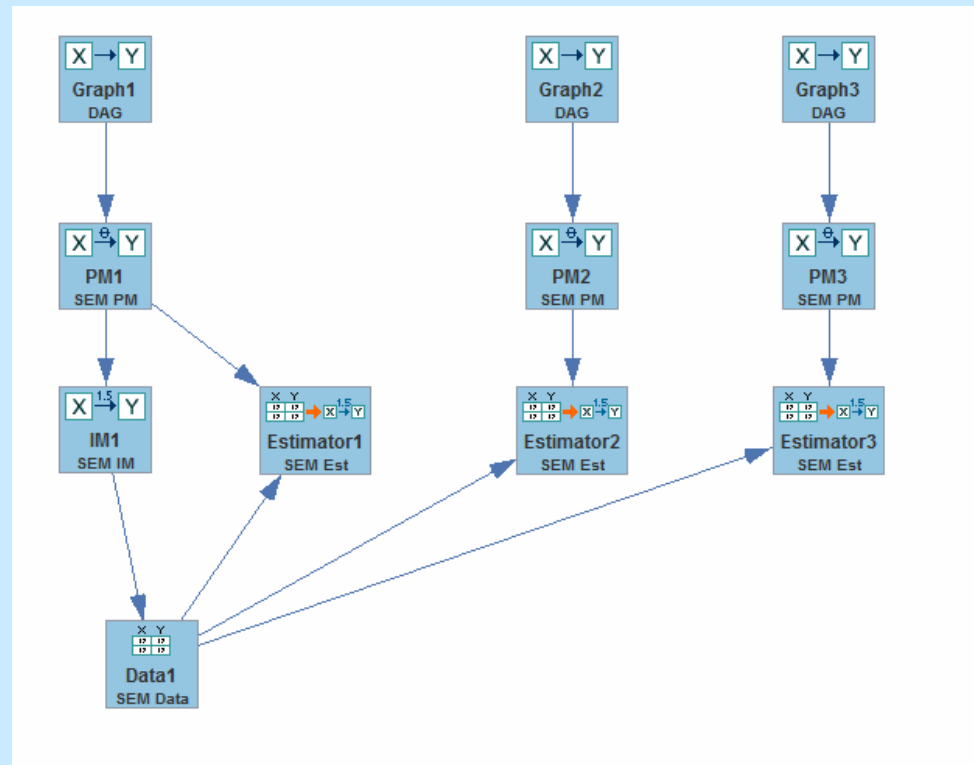 X Y
Graph1
DAG
X Y
Graph2
DAG
X Y
Graph3
DAG
X θ Y
PM1
SEM PM
X θ Y
PM2
SEM PM
X θ Y
PM3
SEM PM
X 1.5 Y
IM1
SEM IM
X Y
X 1.5 Y
Estimator1
SEM Est
X Y
X 1.5 Y
Estimator2
SEM Est
X Y
X 1.5 Y
Estimator3
SEM Est
X Y
Data1
SEM Data